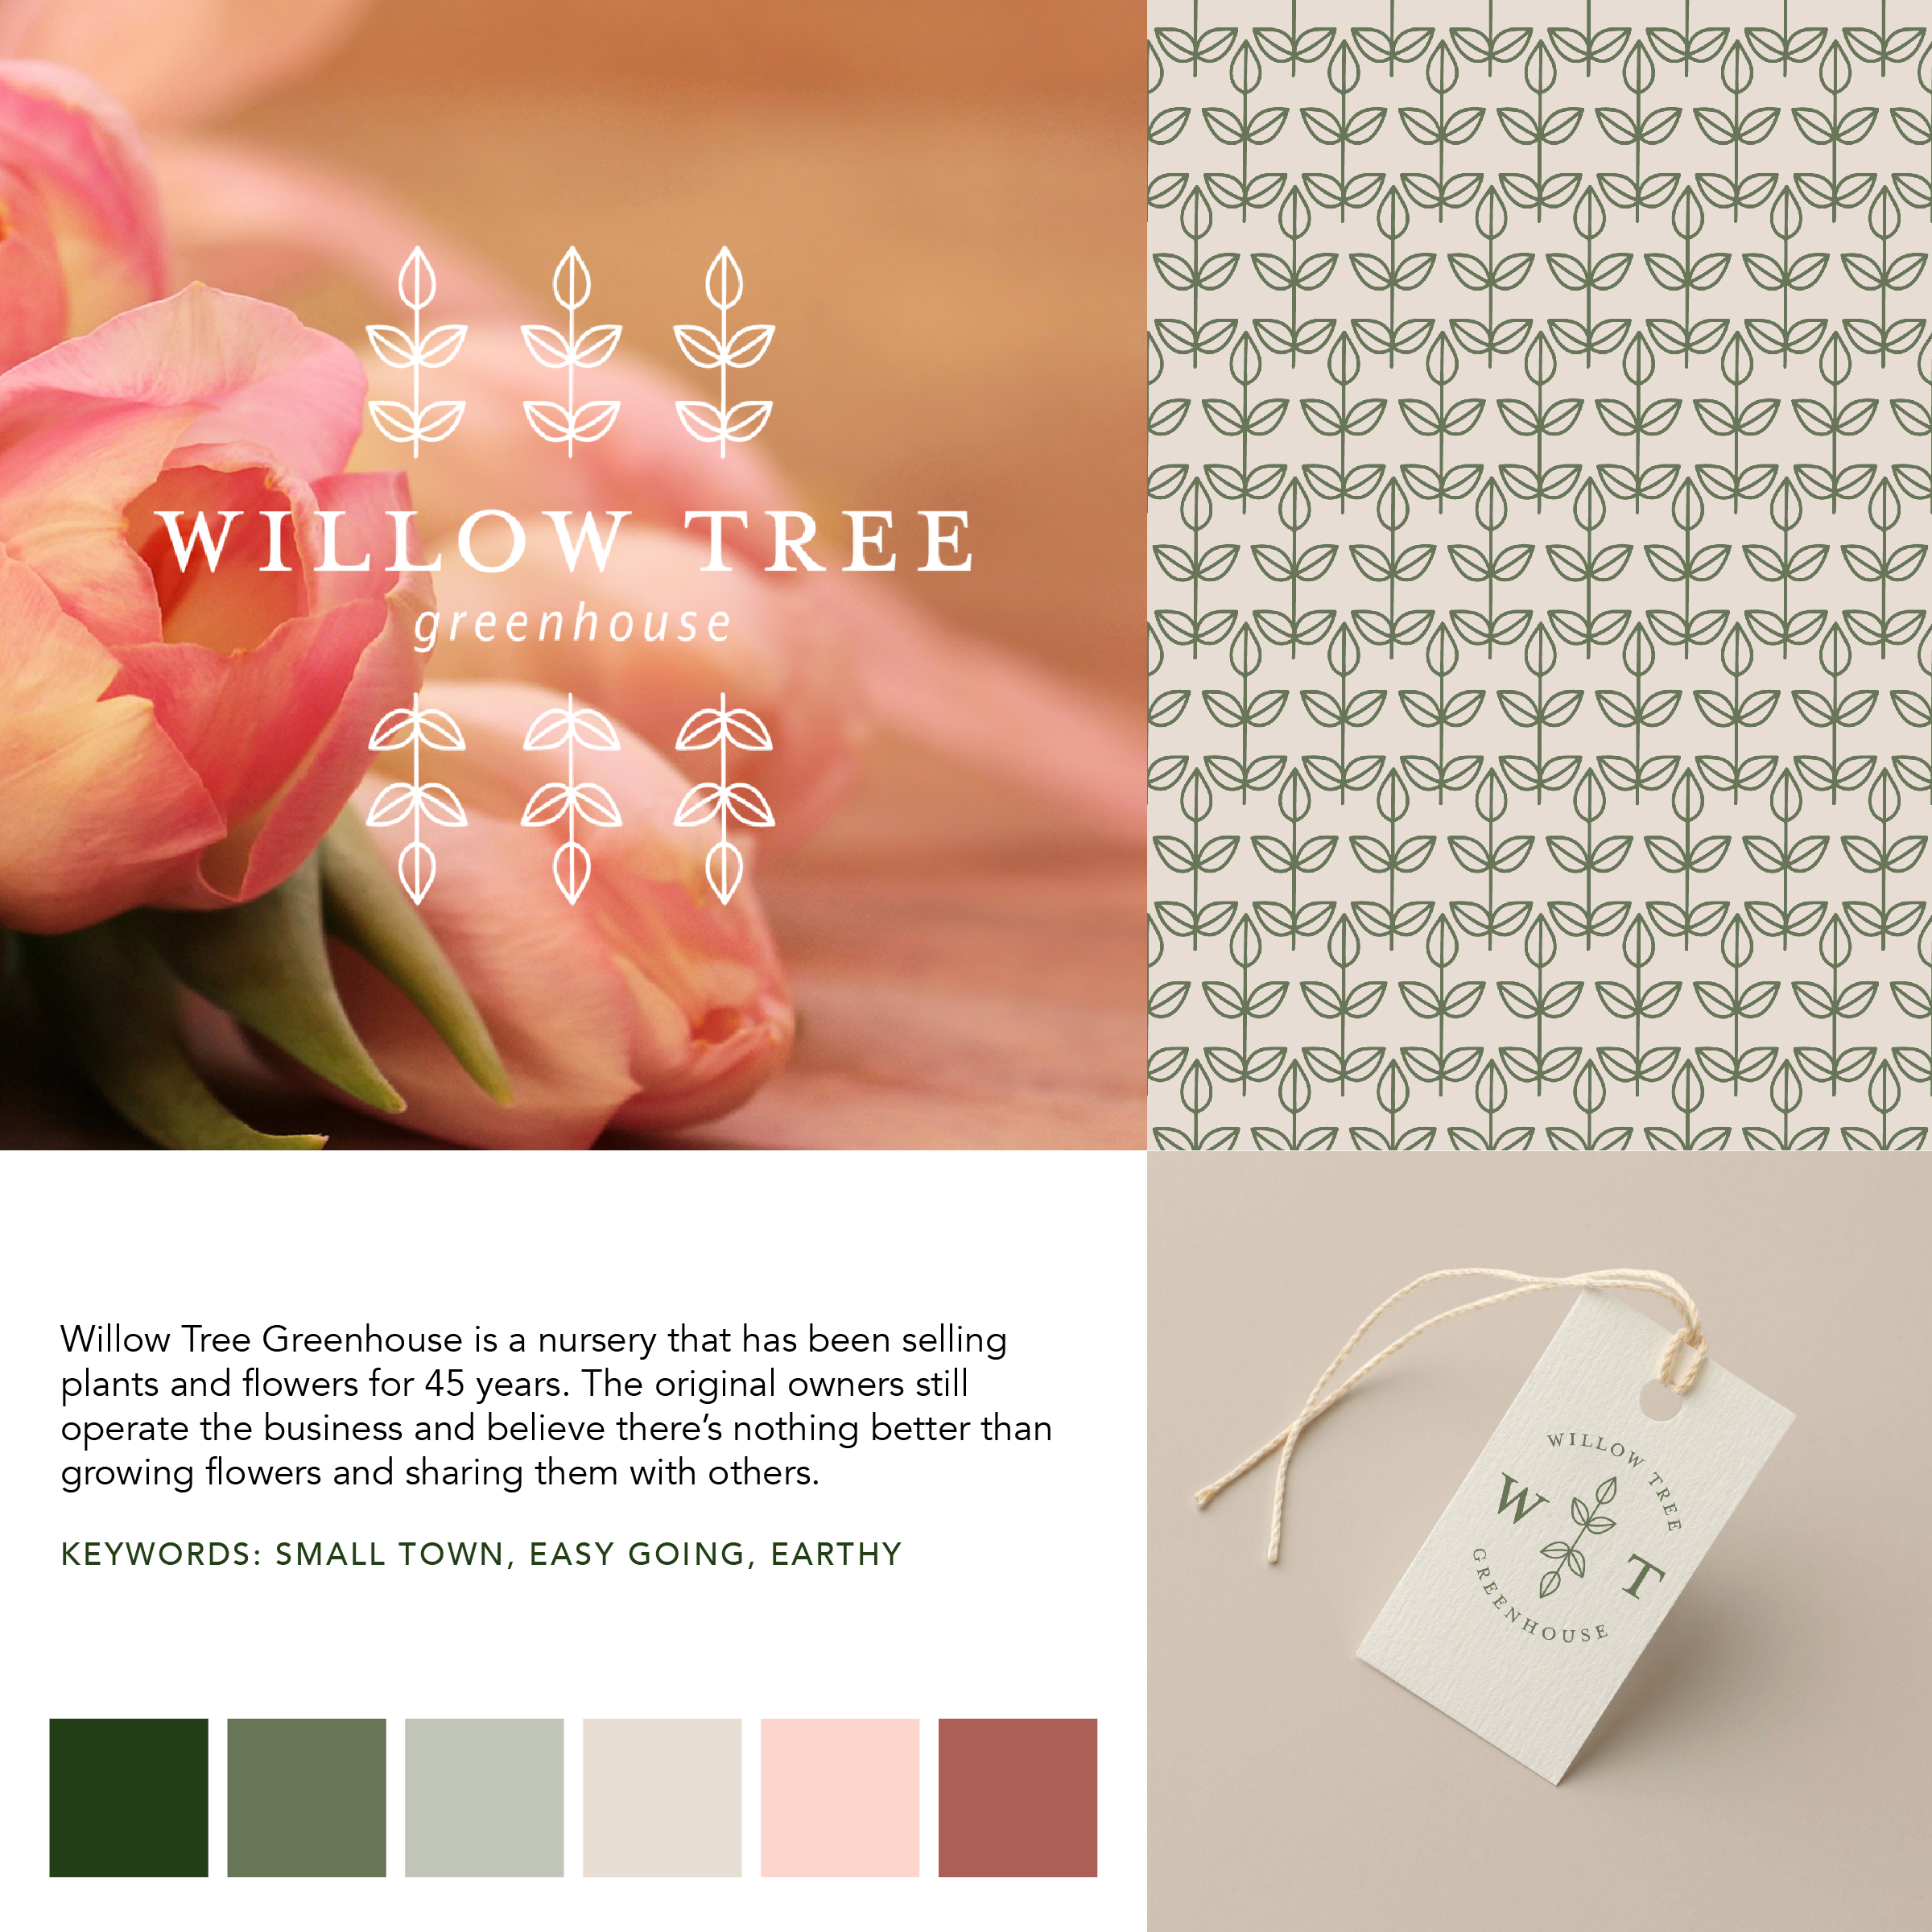 WILLOW TREE
greenhouse
Willow Tree Greenhouse is a nursery that has been selling
plants and flowers for 45 years. The original owners still
operate the business and believe there’s nothing better than
growing flowers and sharing them with others.
KEYWORDS: SMALL TOWN, EASY GOING, EARTHY
WILLOW TREE
W T
GREENHOUSE